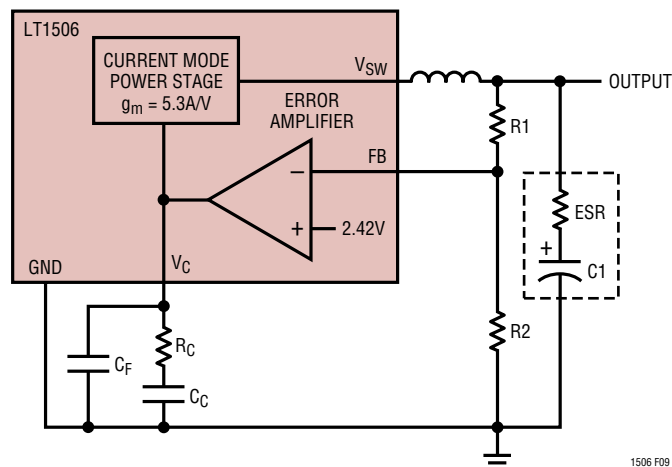 LT1506
CURRENT MODE
POWER STAGE
gm = 5.3A/V
VSW
OUTPUT
ERROR
AMPLIFIER
R1
FB
−
ESR
+
2.42V
+
C1
GND
VC
R2
RC
CF
CC
1506 F09